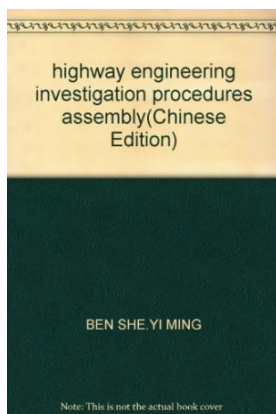 highway engineering
investigation procedures
assembly(Chinese
Edition)
BEN SHE.YI MING
Note: This is not the actual book cover